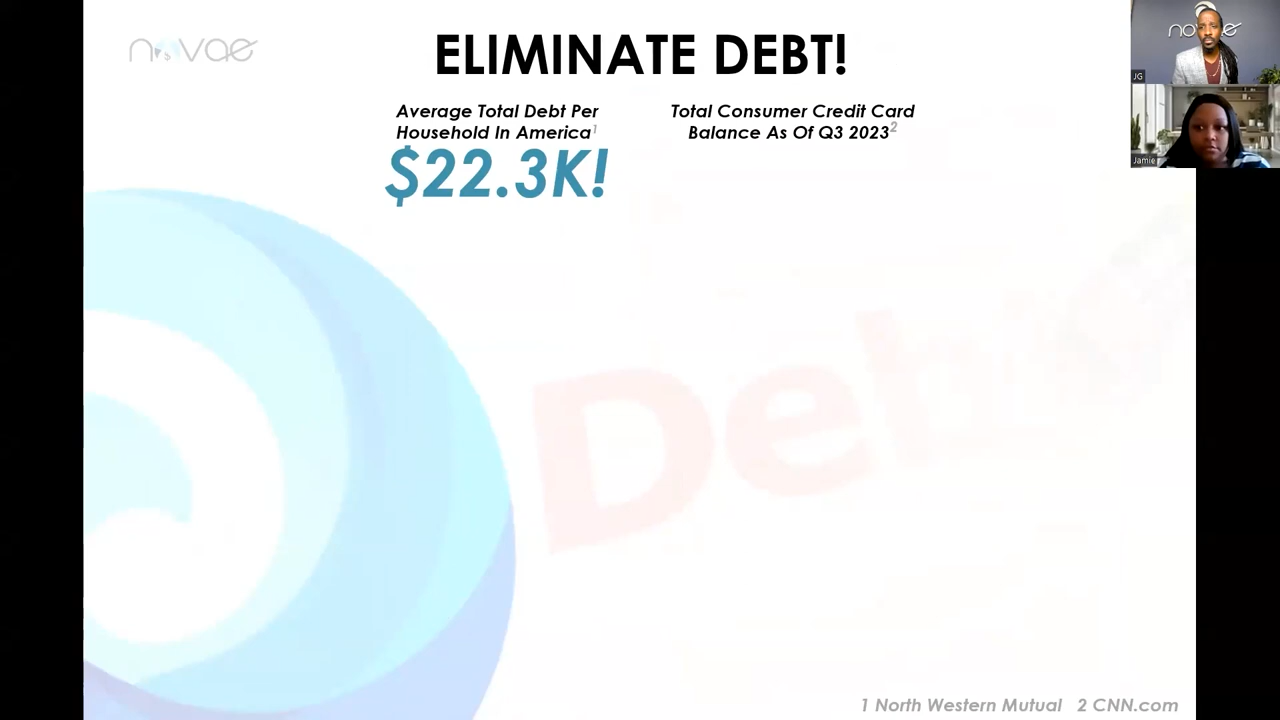 novae
ELIMINATE DEBT!
Average Total Debt Per
Household In America1
$22.3K!
Total Consumer Credit Card
Balance As Of Q3 20232
JG
Jamie
1 North Western Mutual 2 CNN.com